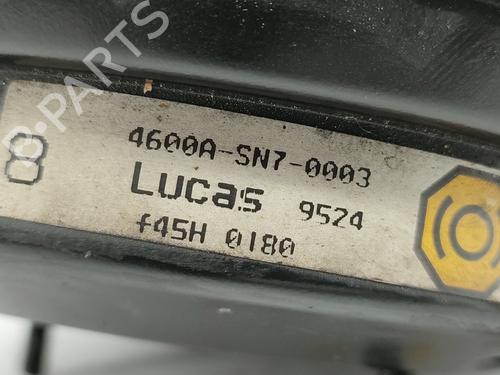 B-PARTS
8
4600A-SN7-0003
Lucas 9524
f45H 0180